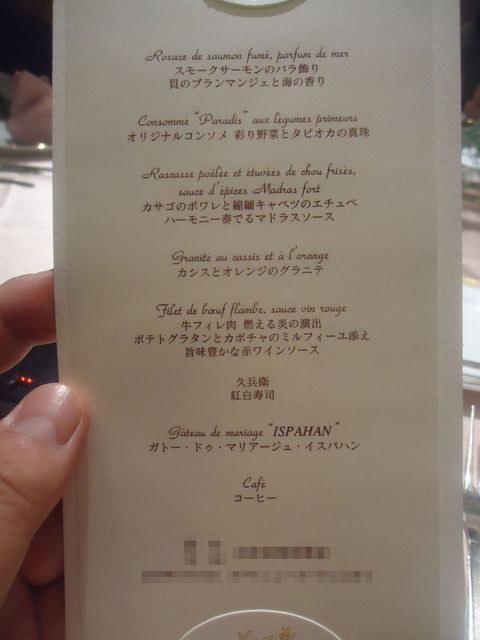 Rosace de saumon fumé, parfum de mer
スモークサーモンのバラ飾り
貝のブランマンジェと海の香り
Consommé "Paradis" aux légumes primeurs
オリジナルコンソメ 彩り野菜とタピオカの真珠
Rascasse poêlée et étuvées de chou frisés,
sauce d'épices Madras fort
カサゴのポワレと縮緬キャベツのエチュベ
ハーモニー奏でるマドラスソース
Granité au cassis et à l'orange
カシスとオレンジのグラニテ
Filet de bœuf flambé, sauce vin rouge
牛フィレ肉 燃える炎の演出
ポテトグラタンとカボチャのミルフィーユ添え
旨味豊かな赤ワインソース
久兵衛
紅白寿司
Gâteau de mariage "ISPAHAN"
ガトー・ドゥ・マリアージュ・イスパハン
Café
コーヒー